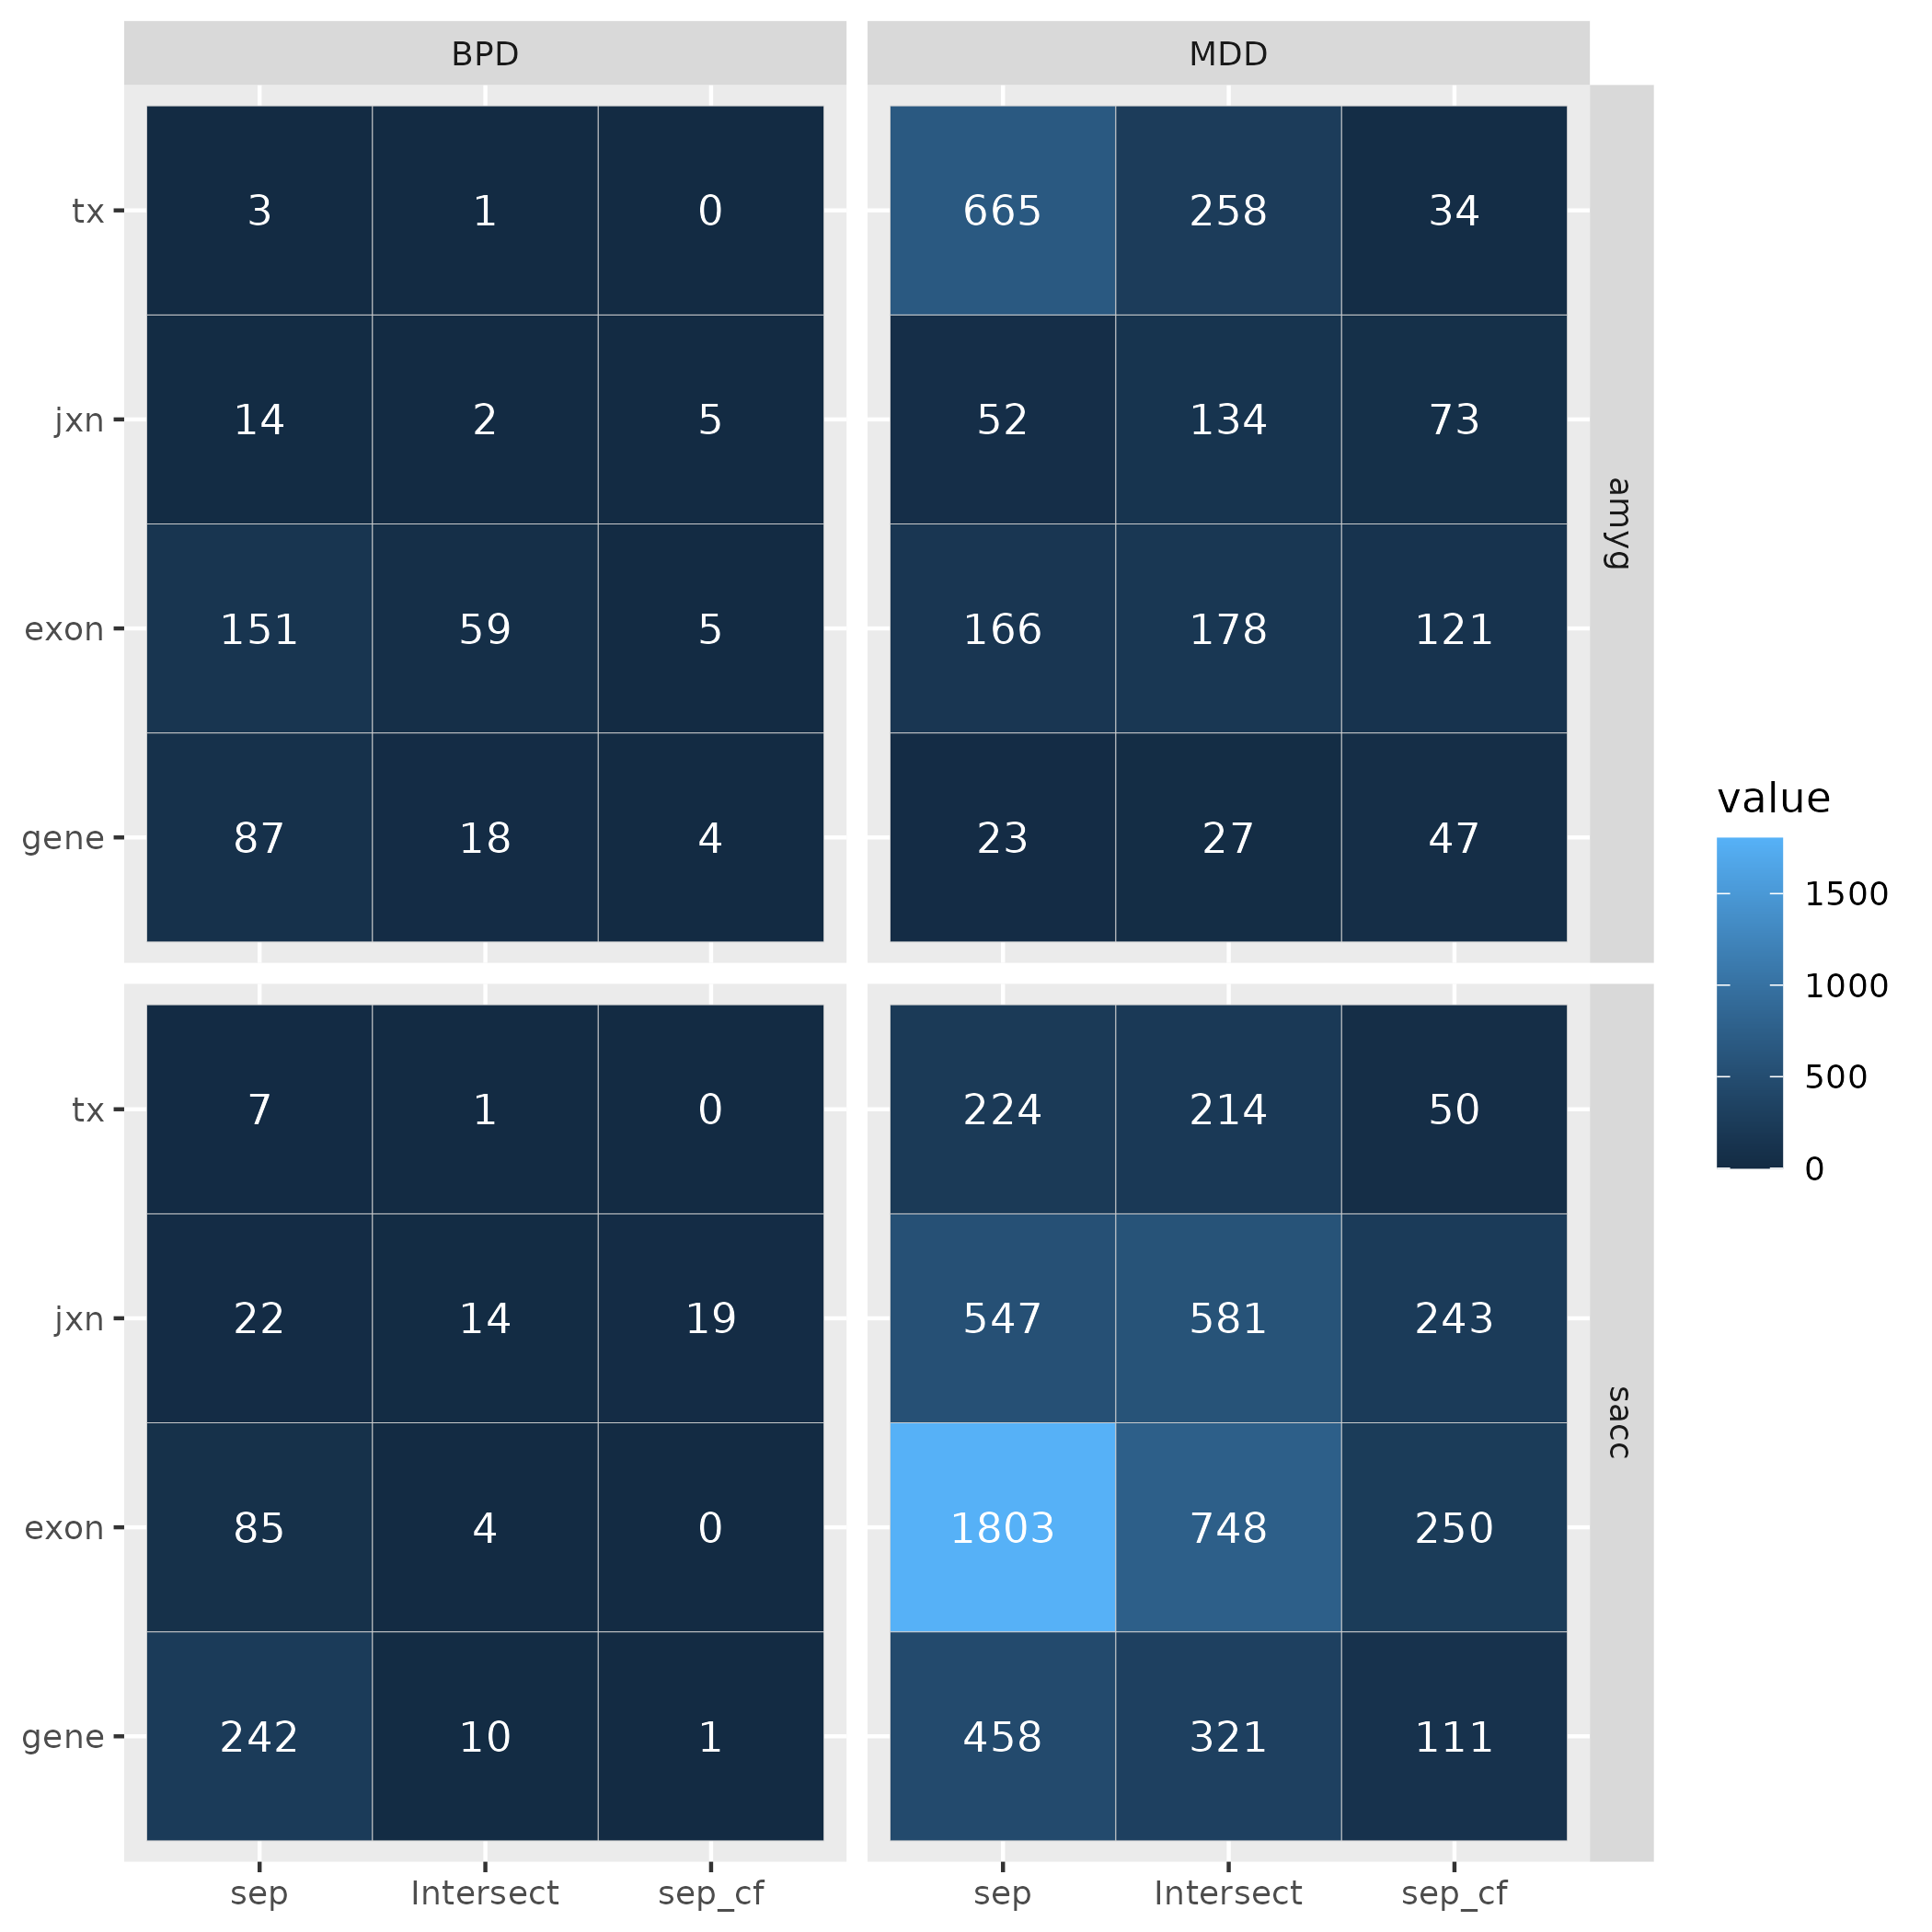 BPD MDD
tx 3 1 0 665 258 34
jxn 14 2 5 52 134 73
exon 151 59 5 166 178 121
gene 87 18 4 23 27 47
amyg
tx 7 1 0 224 214 50
jxn 22 14 19 547 581 243
exon 85 4 0 1803 748 250
gene 242 10 1 458 321 111
sacc
sep Intersect sep_cf sep Intersect sep_cf
value
1500
1000
500
0